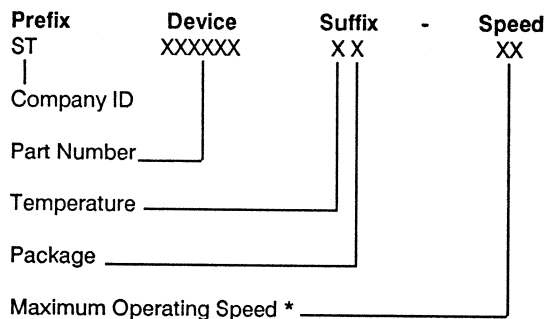 Prefix Device Suffix - Speed
ST XXXXXX X X XX
Company ID
Part Number
Temperature
Package
Maximum Operating Speed *